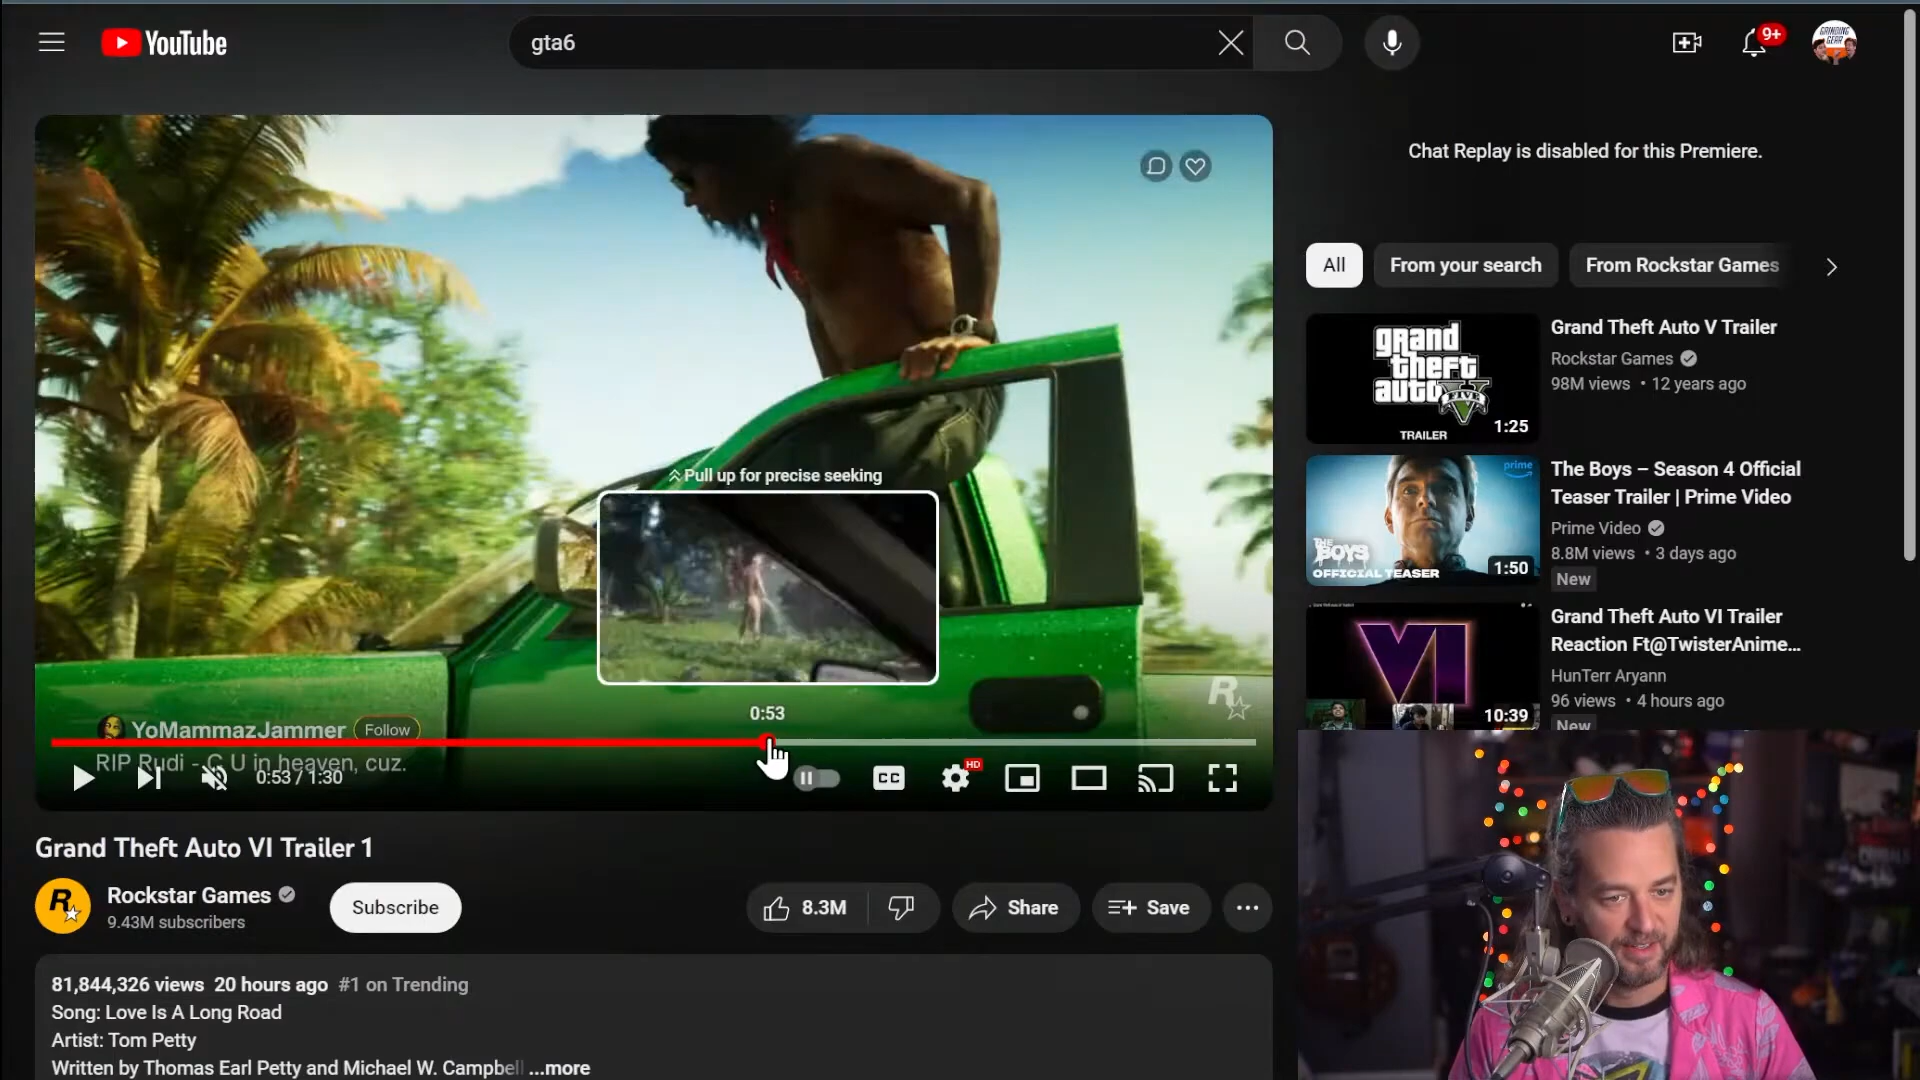 YouTube
gta6
9+
Chat Replay is disabled for this Premiere.
All
From your search
From Rockstar Games
grand
theft
auto
FIVE
TRAILER
1:25
Grand Theft Auto V Trailer
Rockstar Games
98M views • 12 years ago
prime
THE
BOYS
OFFICIAL TEASER
1:50
The Boys – Season 4 Official
Teaser Trailer | Prime Video
Prime Video
8.8M views • 3 days ago
New
VI
10:39
Grand Theft Auto VI Trailer
Reaction Ft@TwisterAnime...
HunTerr Aryann
96 views • 4 hours ago
New
Pull up for precise seeking
0:53
R
YoMammazJammer
Follow
RIP Rudi - C U in heaven, cuz.
0:53 / 1:30
CC
HD
Grand Theft Auto VI Trailer 1
R
Rockstar Games
9.43M subscribers
Subscribe
8.3M
Share
Save
81,844,326 views 20 hours ago #1 on Trending
Song: Love Is A Long Road
Artist: Tom Petty
Written by Thomas Earl Petty and Michael W. Campbell ...more